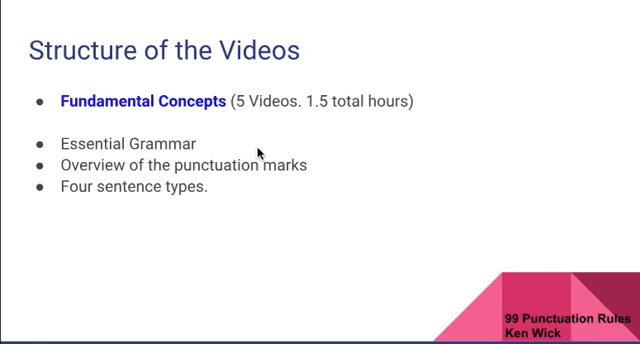 Structure of the Videos
● Fundamental Concepts (5 Videos. 1.5 total hours)
● Essential Grammar
● Overview of the punctuation marks
● Four sentence types.
99 Punctuation Rules
Ken Wick